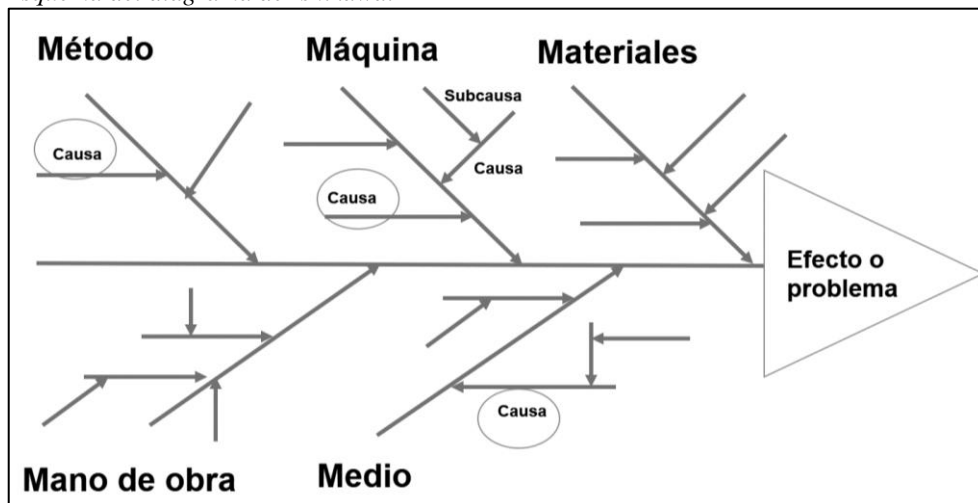 Método
Máquina
Materiales
Subcausa
Causa
Causa
Causa
Efecto o
problema
Causa
Mano de obra
Medio